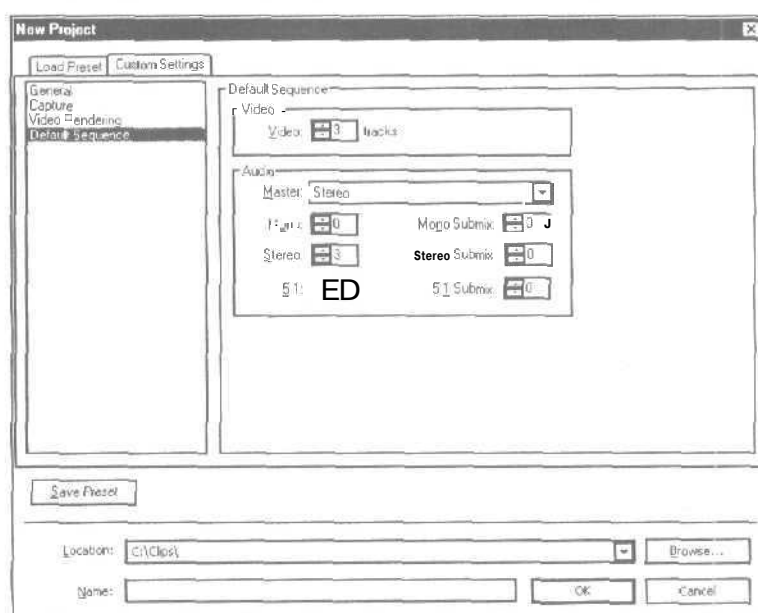 New Project
Load Preset Custom Settings
General
Capture
Video Rendering
Default Sequence
Default Sequence
Video
Video: 3 tracks
Audio
Master: Stereo
0 Mono Submix: 0 J
Stereo: 3 Stereo Submix 0
5.1: ED 5.1 Submix: 0
Save Preset
Location: C:\Clips\ Browse...
Name: OK Cancel